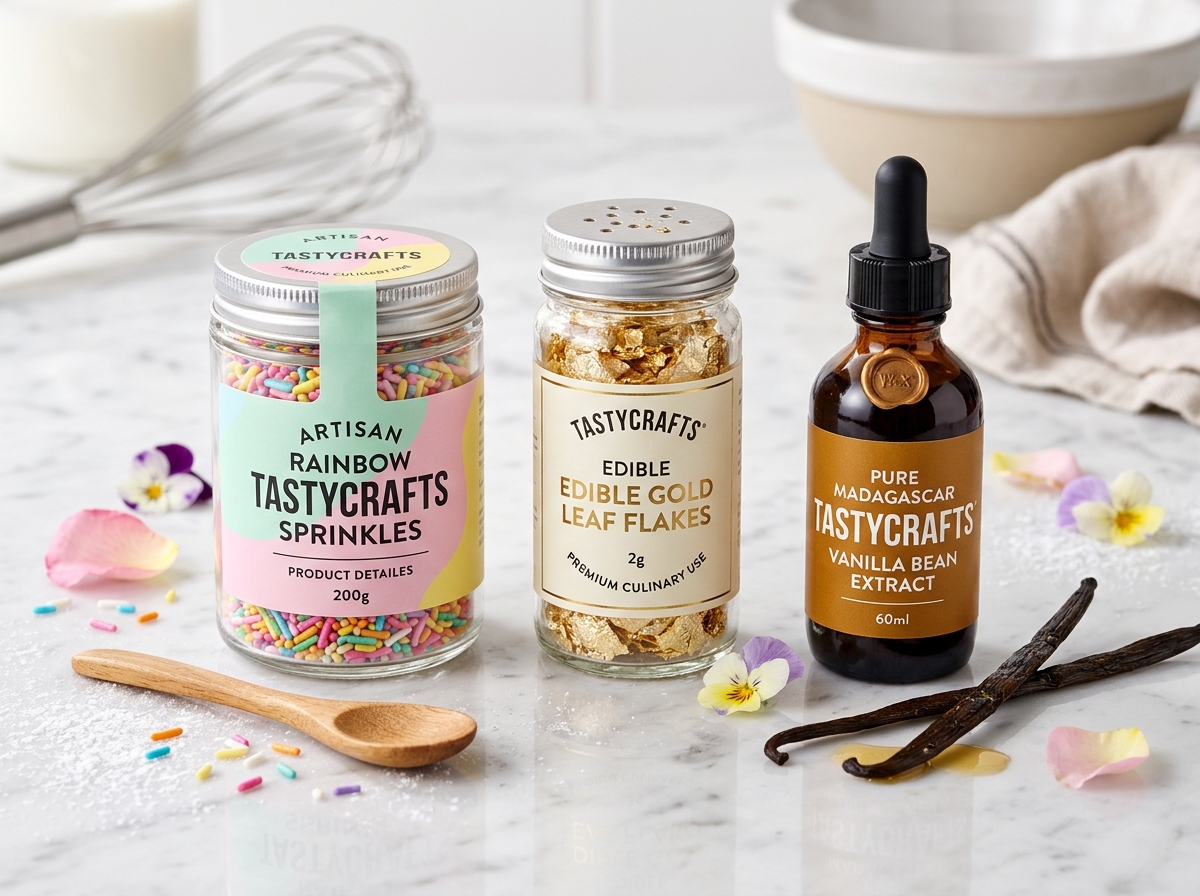 ARTISAN
TASTYCRAFTS
PREMIUM CULINARY USE
ARTISAN
RAINBOW
TASTYCRAFTS
SPRINKLES
PRODUCT DETAILES
200g
TASTYCRAFTS®
EDIBLE
EDIBLE GOLD
LEAF FLAKES
2g
PREMIUM CULINARY USE
WAX
PURE
MADAGASCAR
TASTYCRAFTS®
VANILLA BEAN
EXTRACT
60ml